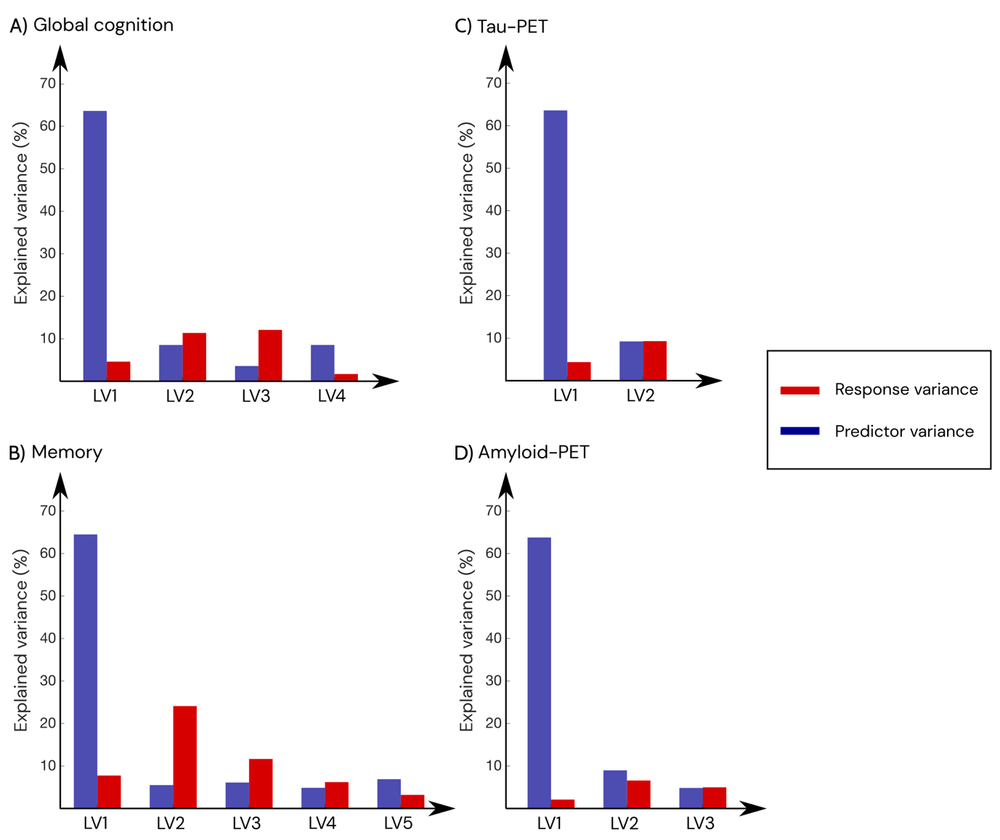 A) Global cognition
Explained variance (%)
70
60
50
40
30
20
10
LV1 LV2 LV3 LV4
C) Tau-PET
Explained variance (%)
70
60
50
40
30
20
10
LV1 LV2
Response variance
Predictor variance
B) Memory
Explained variance (%)
70
60
50
40
30
20
10
LV1 LV2 LV3 LV4 LV5
D) Amyloid-PET
Explained variance (%)
70
60
50
40
30
20
10
LV1 LV2 LV3